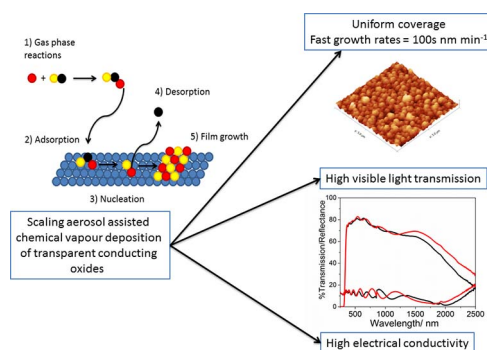 1) Gas phase
reactions
4) Desorption
2) Adsorption
5) Film growth
3) Nucleation
Scaling aerosol assisted
chemical vapour deposition
of transparent conducting
oxides
Uniform coverage
Fast growth rates = 100s nm min⁻¹
High visible light transmission
%Transmission/Reflectance
100
80
60
40
20
0
500 1000 1500 2000 2500
Wavelength/ nm
High electrical conductivity